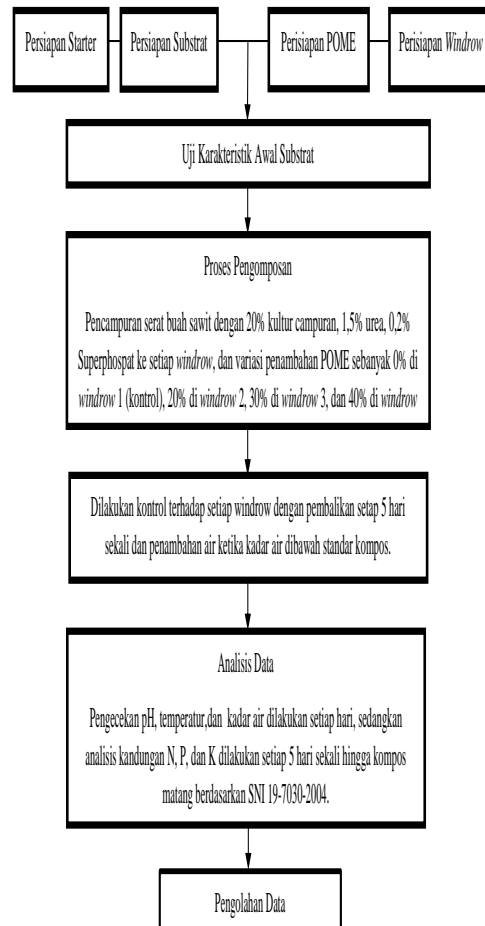 Persiapan Starter
Persiapan Substrat
Perisiapan POME
Perisiapan Windrow
Uji Karakteristik Awal Substrat
Proses Pengomposan
Pencampuran serat buah sawit dengan 20% kultur campuran, 1,5% urea, 0,2%
Superphospat ke setiap windrow, dan variasi penambahan POME sebanyak 0% di
windrow 1 (kontrol), 20% di windrow 2, 30% di windrow 3, dan 40% di windrow
Dilakukan kontrol terhadap setiap windrow dengan pembalikan setap 5 hari
sekali dan penambahan air ketika kadar air dibawah standar kompos.
Analisis Data
Pengecekan pH, temperatur,dan kadar air dilakukan setiap hari, sedangkan
analisis kandungan N, P, dan K dilakukan setiap 5 hari sekali hingga kompos
matang berdasarkan SNI 19-7030-2004.
Pengolahan Data